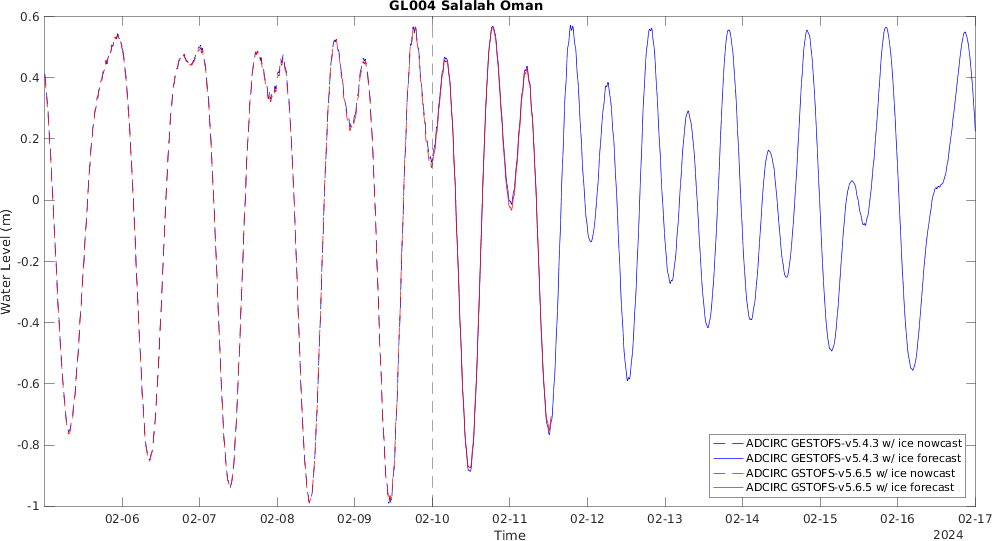 GL004 Salalah Oman
Water Level (m)
0.6
0.4
0.2
0
-0.2
-0.4
-0.6
-0.8
-1
ADCIRC GESTOFS-v5.4.3 w/ ice nowcast
ADCIRC GESTOFS-v5.4.3 w/ ice forecast
ADCIRC GSTOFS-v5.6.5 w/ ice nowcast
ADCIRC GSTOFS-v5.6.5 w/ ice forecast
02-06 02-07 02-08 02-09 02-10 02-11 02-12 02-13 02-14 02-15 02-16 02-17
Time
2024